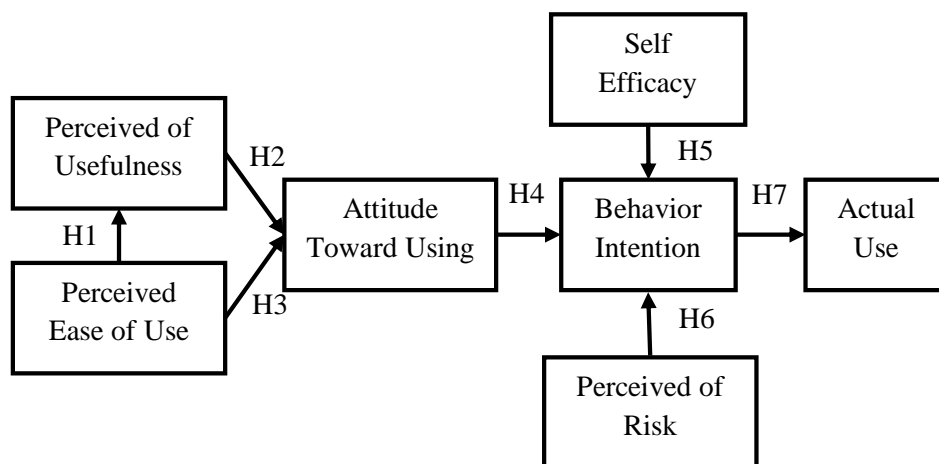 Self
Efficacy
Perceived of
Usefulness
H2
H5
H1
Attitude
Toward Using
H4
Behavior
Intention
H7
Actual
Use
Perceived
Ease of Use
H3
H6
Perceived of
Risk